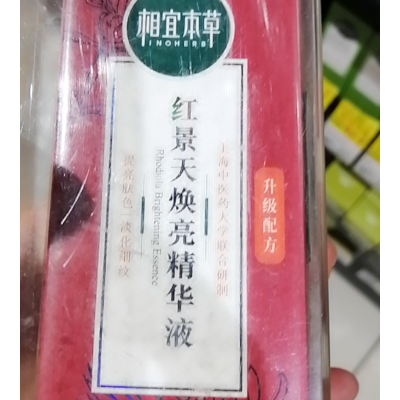 相宜本草
INOHERB
红景天焕亮精华液
Rhodiola Brightening Essence
提亮肤色 淡化细纹
上海中医药大学联合研制
升级配方